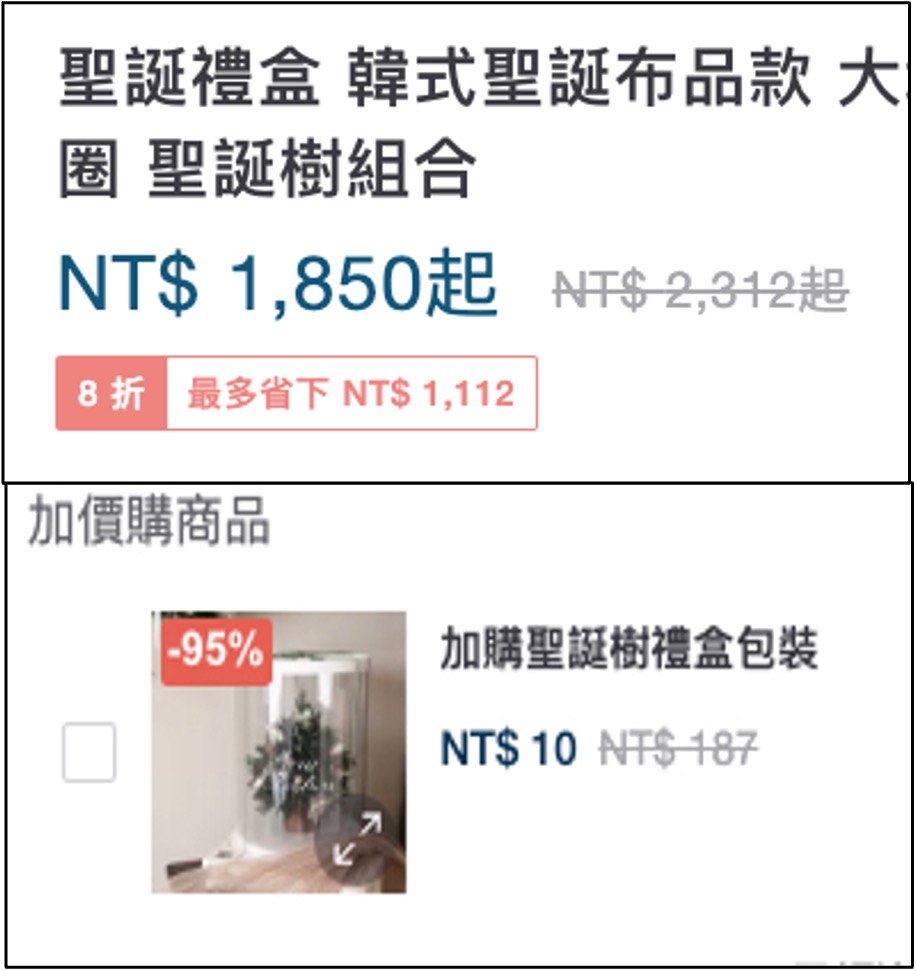 聖誕禮盒 韓式聖誕布品款 大
圈 聖誕樹組合
NT$ 1,850起 NT$ 2,312起
8 折 最多省下 NT$ 1,112
加價購商品
-95%
加購聖誕樹禮盒包裝
NT$ 10 NT$ 187